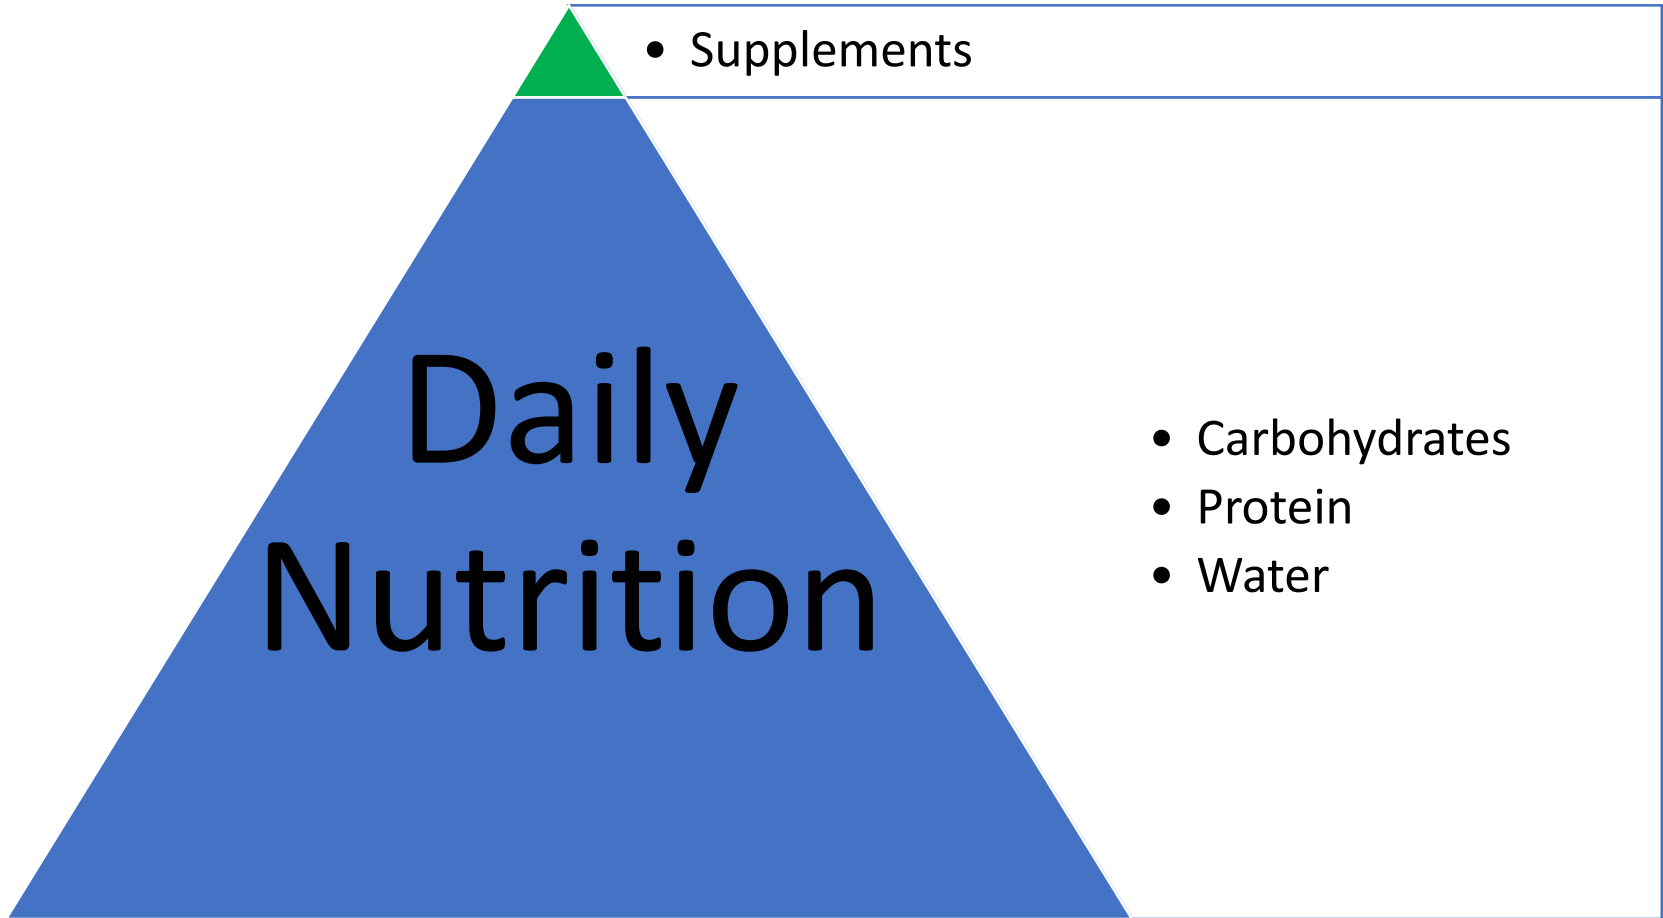 • Supplements
Daily
Nutrition
• Carbohydrates
• Protein
• Water